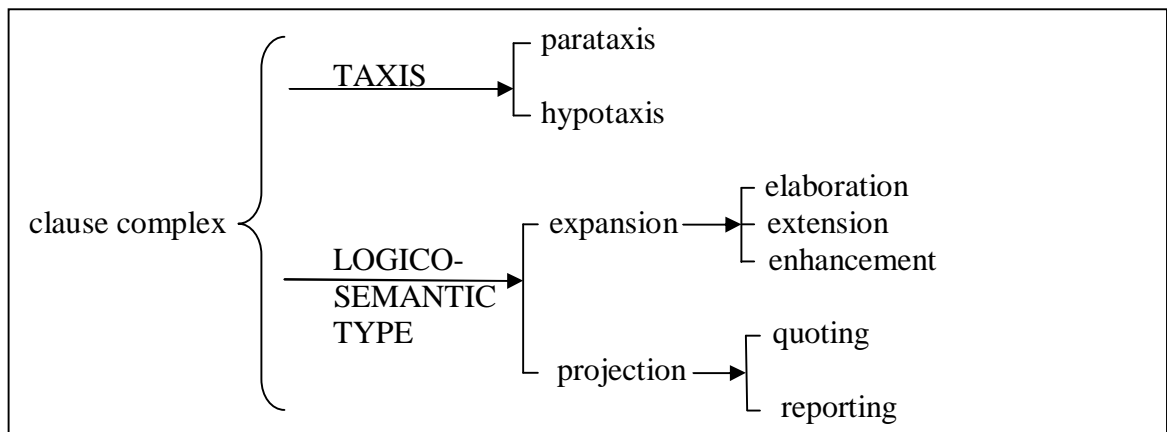 parataxis
TAXIS
hypotaxis
elaboration
clause complex
expansion
extension
enhancement
LOGICO-
SEMANTIC
TYPE
quoting
projection
reporting